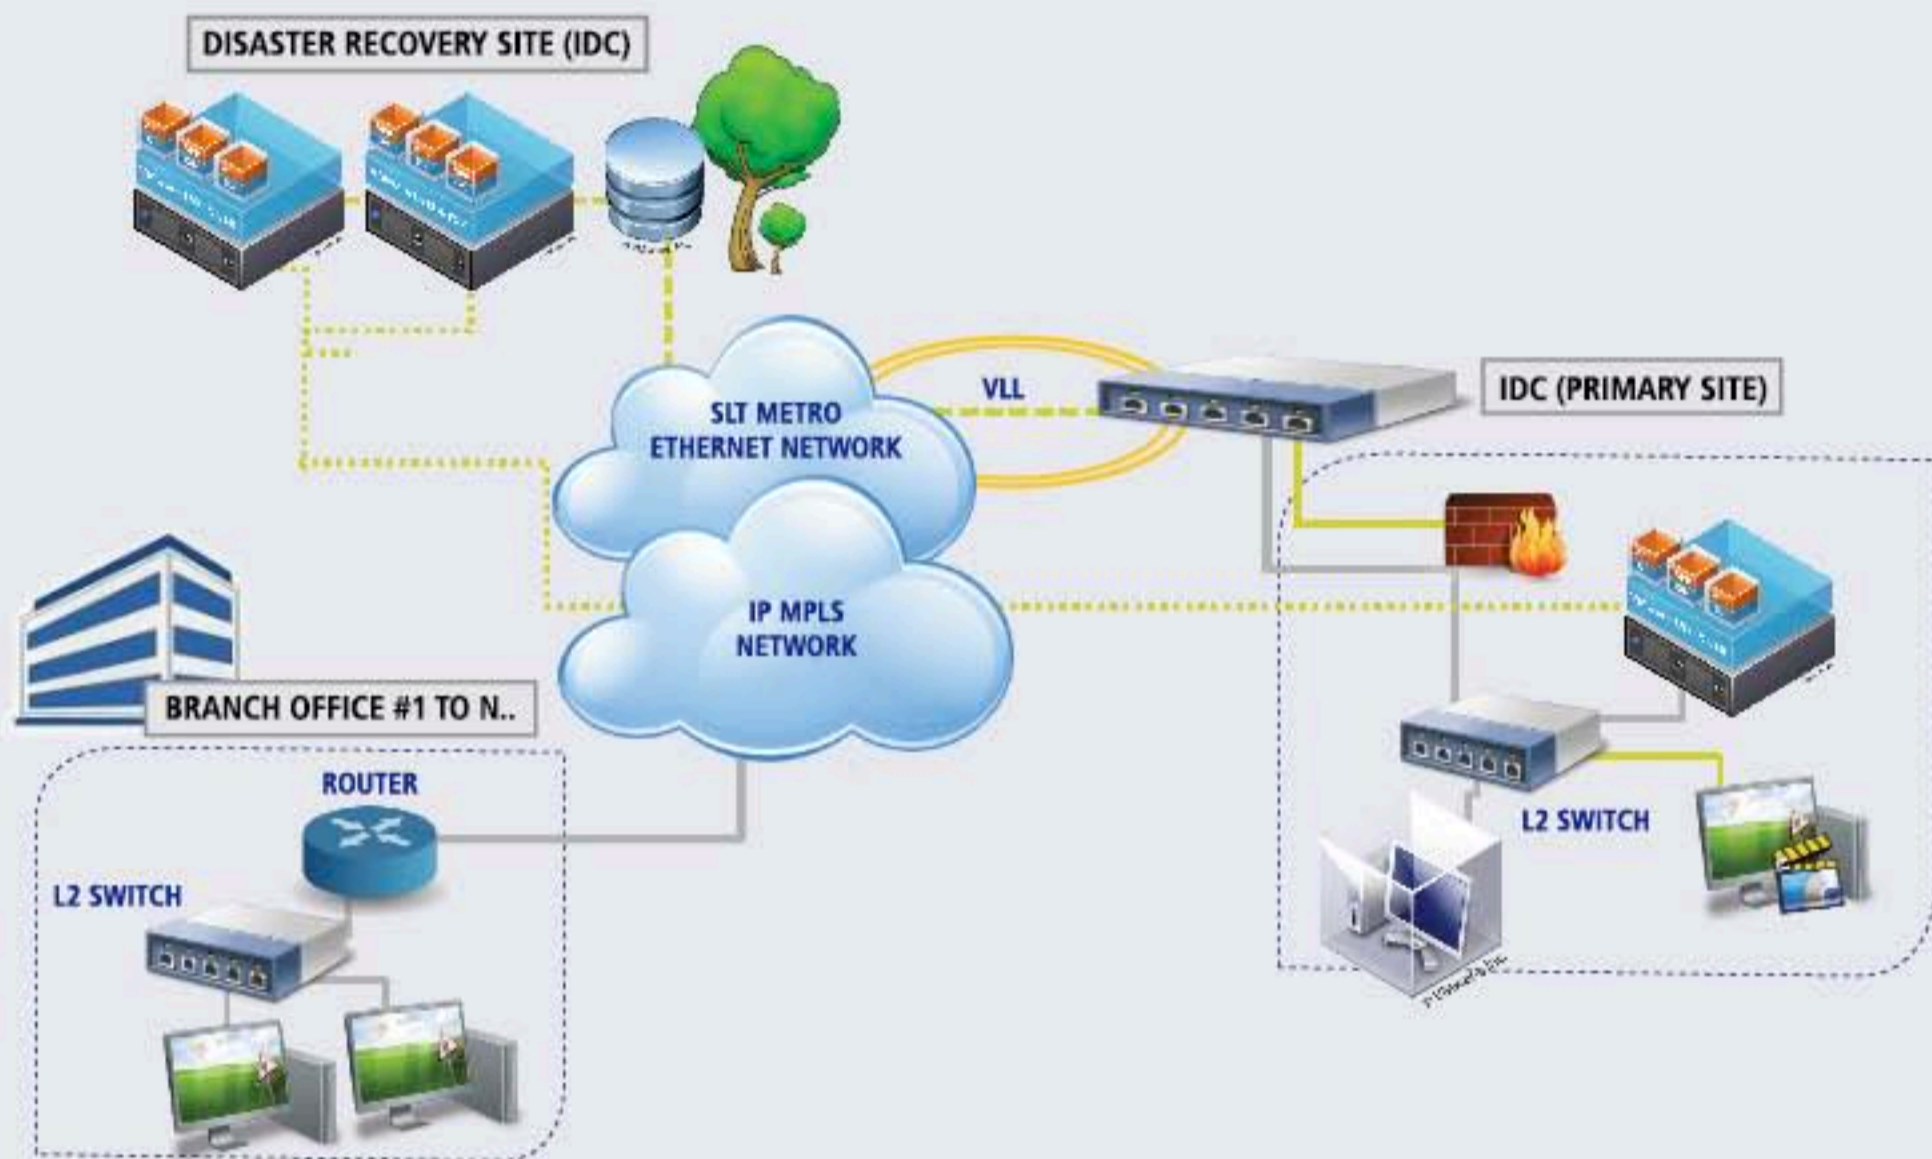 DISASTER RECOVERY SITE (IDC)
SLT METRO
ETHERNET NETWORK
VLL
IDC (PRIMARY SITE)
IP MPLS
NETWORK
BRANCH OFFICE #1 TO N..
ROUTER
L2 SWITCH
L2 SWITCH